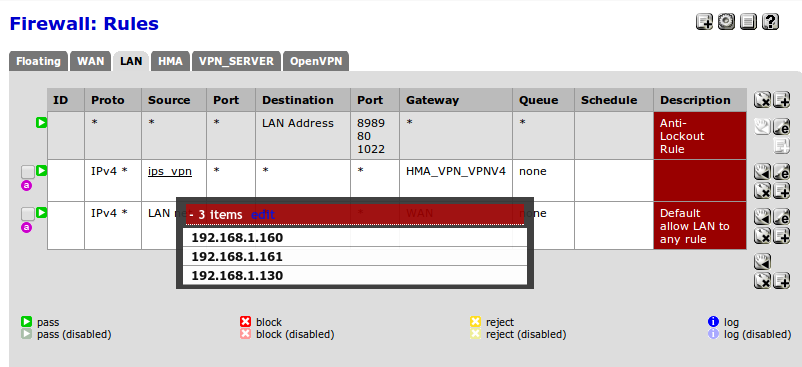 Firewall: Rules
Floating WAN LAN HMA VPN_SERVER OpenVPN
ID Proto Source Port Destination Port Gateway Queue Schedule Description
* * * LAN Address 8989 * * Anti-
80 Lockout
1022 Rule
IPv4 * ips_vpn * * * HMA_VPN_VPNV4 none
a
IPv4 * LAN ne * * * WAN one Default
a allow LAN to
any rule
- 3 items edit
192.168.1.160
192.168.1.161
192.168.1.130
pass block reject log
pass (disabled) block (disabled) reject (disabled) log (disabled)